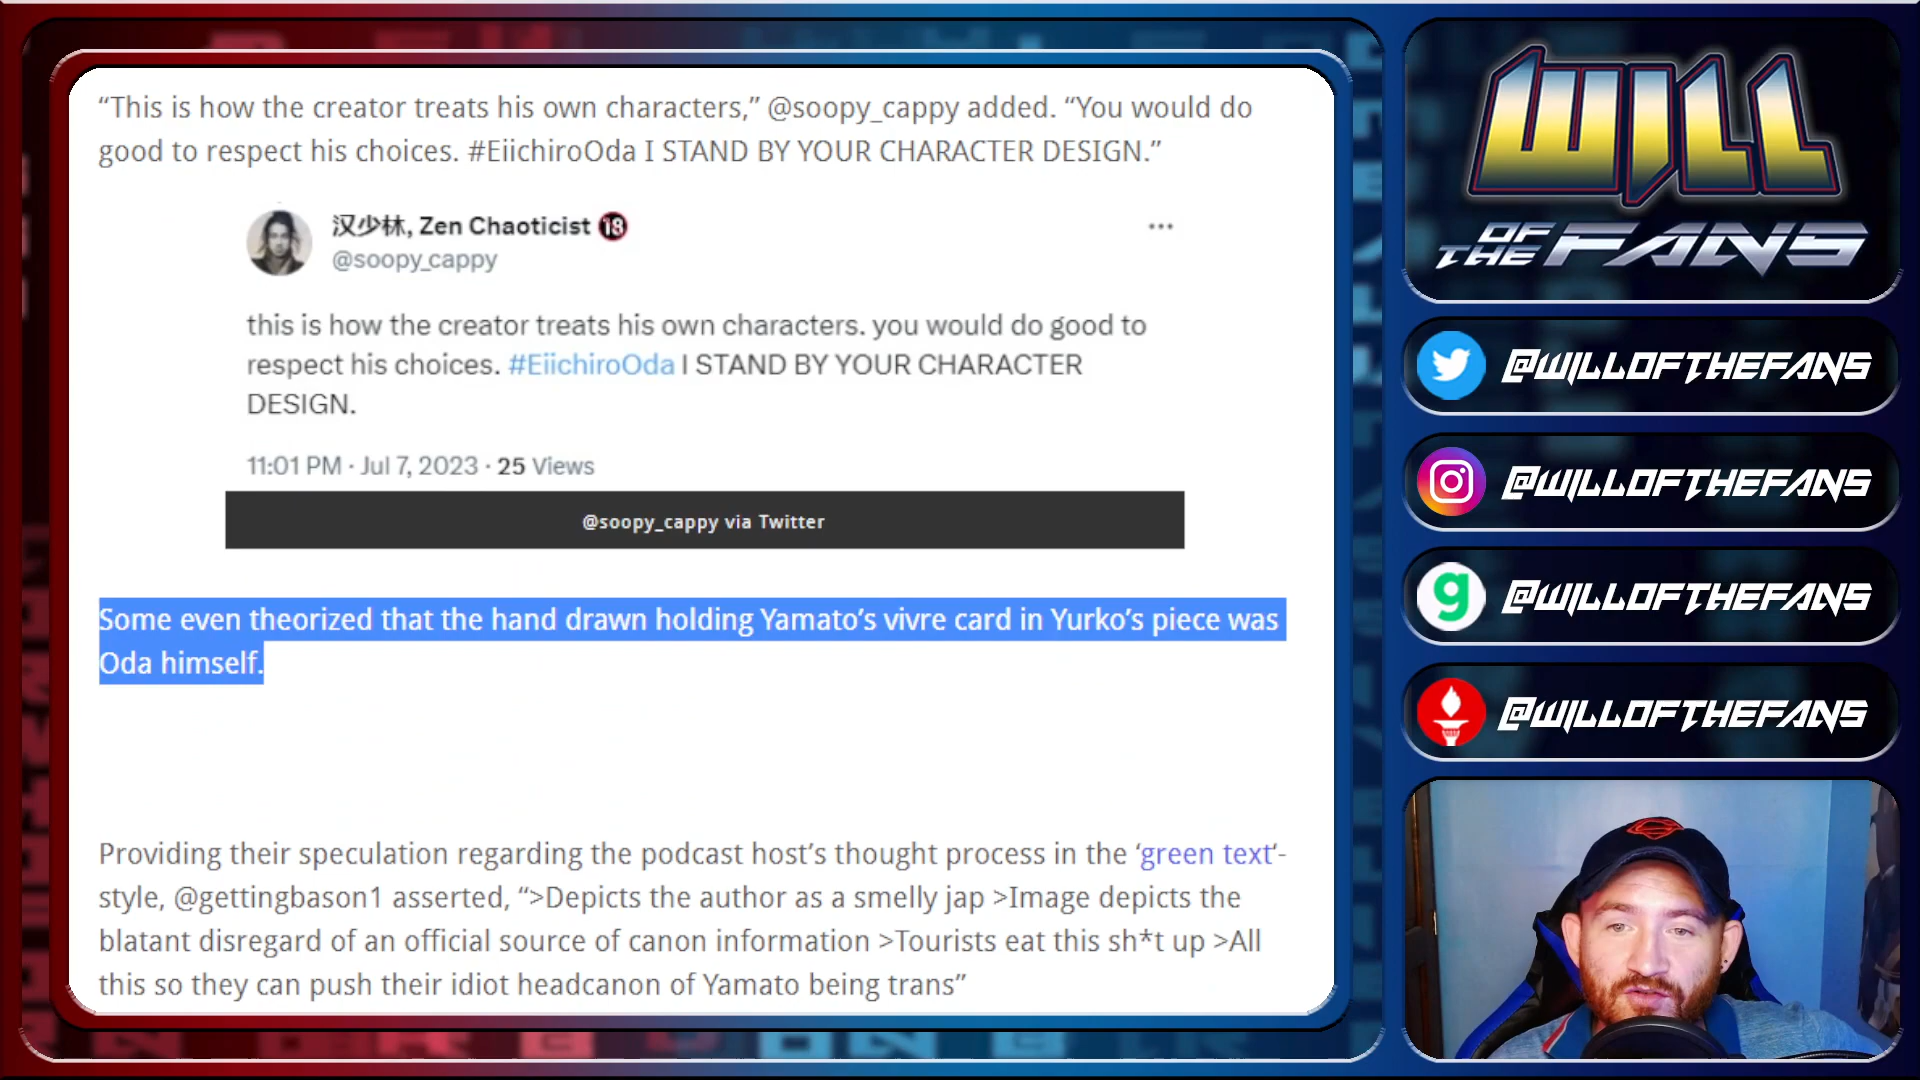 “This is how the creator treats his own characters,” @soopy_cappy added. “You would do
good to respect his choices. #EiichiroOda I STAND BY YOUR CHARACTER DESIGN.”
汉少林, Zen Chaoticist 🔞
@soopy_cappy
this is how the creator treats his own characters. you would do good to
respect his choices. #EiichiroOda I STAND BY YOUR CHARACTER
DESIGN.
11:01 PM · Jul 7, 2023 · 25 Views
@soopy_cappy via Twitter
Some even theorized that the hand drawn holding Yamato’s vivre card in Yurko’s piece was
Oda himself.
Providing their speculation regarding the podcast host’s thought process in the ‘green text‘-
style, @gettingbason1 asserted, “>Depicts the author as a smelly jap >Image depicts the
blatant disregard of an official source of canon information >Tourists eat this sh*t up >All
this so they can push their idiot headcanon of Yamato being trans”
WILL
OF
THE FANS
@WILLOFTHEFANS
@WILLOFTHEFANS
g @WILLOFTHEFANS
@WILLOFTHEFANS